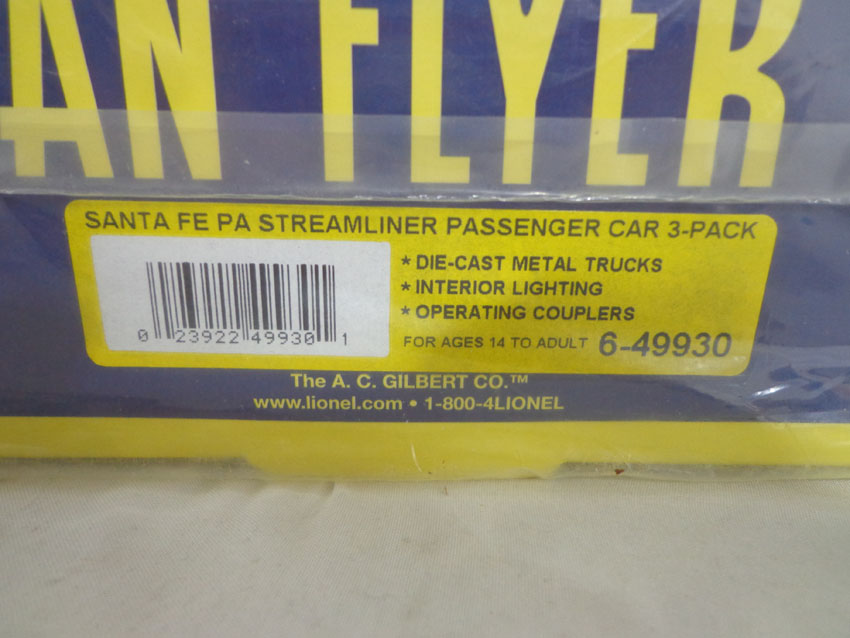 AN FLYER
SANTA FE PA STREAMLINER PASSENGER CAR 3-PACK
* DIE-CAST METAL TRUCKS
* INTERIOR LIGHTING
* OPERATING COUPLERS
0 23922 49930 1
FOR AGES 14 TO ADULT 6-49930
The A. C. GILBERT CO.™
www.lionel.com • 1-800-4LIONEL